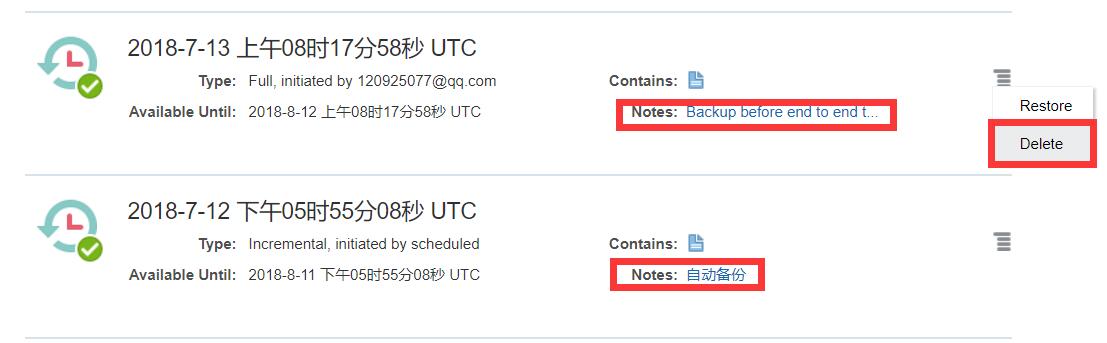 2018-7-13 上午08时17分58秒 UTC
Type: Full, initiated by 120925077@qq.com Contains:
Available Until: 2018-8-12 上午08时17分58秒 UTC Notes: Backup before end to end t...
Restore
Delete
2018-7-12 下午05时55分08秒 UTC
Type: Incremental, initiated by scheduled Contains:
Available Until: 2018-8-11 下午05时55分08秒 UTC Notes: 自动备份